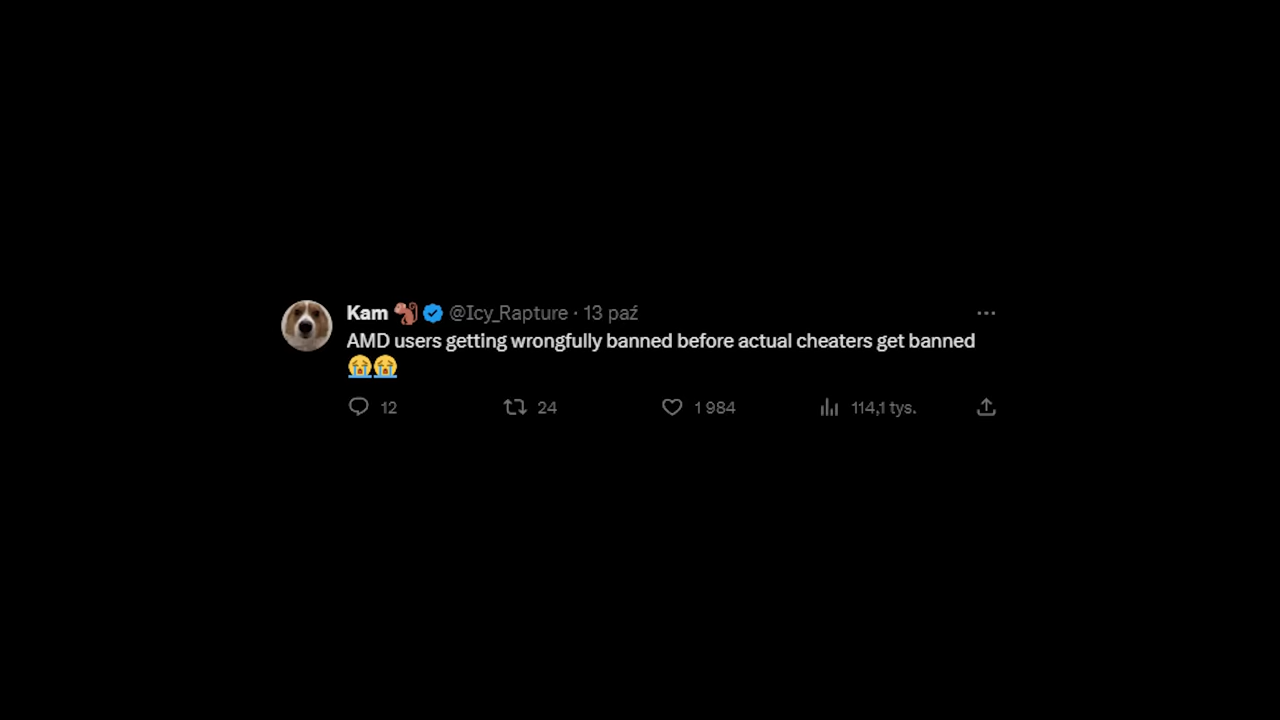 Kam 🐒 @Icy_Rapture · 13 paź
AMD users getting wrongfully banned before actual cheaters get banned
😭😭
12 24 1 984 114,1 tys.